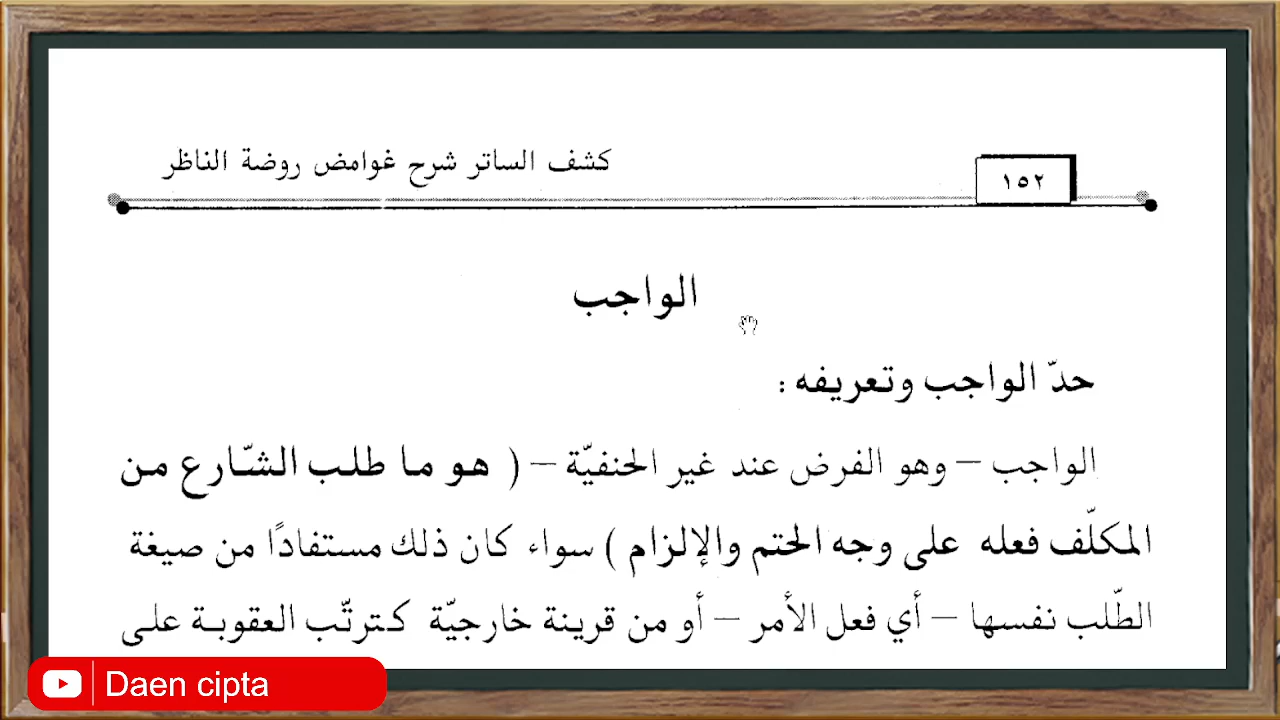 كشف الساتر شرح غوامض روضة الناظر
١٥٢
الواجب
حدّ الواجب وتعريفه :
الواجب – وهو الفرض عند غير الحنفيّة – ( هو ما طلب الشّارع من
المكلّف فعله على وجه الحتم والإلزام ) سواء كان ذلك مستفادًا من صيغة
الطّلب نفسها – أي فعل الأمر – أو من قرينة خارجيّة كترتّب العقوبة على
Daen cipta